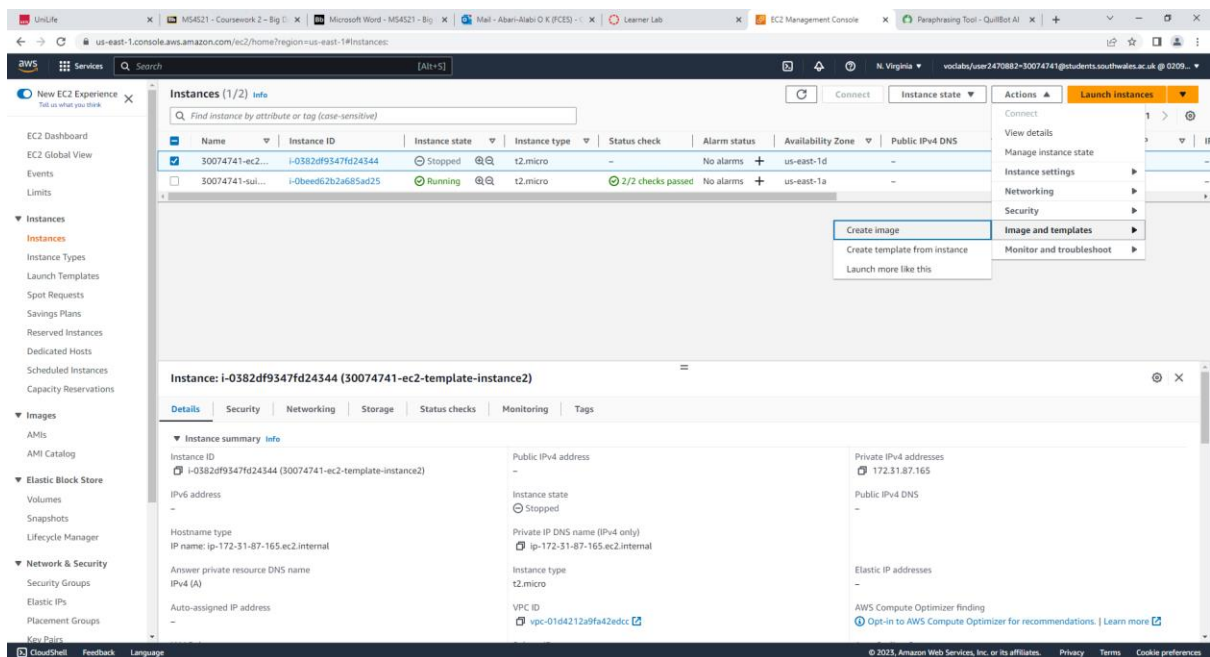 UniLife
MS4S21 - Coursework 2 – Big D
Microsoft Word - MS4S21 - Big
Mail - Abari-Alabi O K (FCES) - O
Learner Lab
EC2 Management Console
Paraphrasing Tool - QuillBot AI
us-east-1.console.aws.amazon.com/ec2/home?region=us-east-1#Instances:
aws Services Search [Alt+S] N. Virginia voclabs/user2470882=30074741@students.southwales.ac.uk @ 0209...
New EC2 Experience
Tell us what you think
EC2 Dashboard
EC2 Global View
Events
Limits
Instances
Instances
Instance Types
Launch Templates
Spot Requests
Savings Plans
Reserved Instances
Dedicated Hosts
Scheduled Instances
Capacity Reservations
Images
AMIs
AMI Catalog
Elastic Block Store
Volumes
Snapshots
Lifecycle Manager
Network & Security
Security Groups
Elastic IPs
Placement Groups
Key Pairs
Instances (1/2) Info
Connect Instance state Actions Launch instances
Find instance by attribute or tag (case-sensitive) 1
Name Instance ID Instance state Instance type Status check Alarm status Availability Zone Public IPv4 DNS
30074741-ec2... i-0382df9347fd24344 Stopped t2.micro – No alarms + us-east-1d –
30074741-sui... i-0beed62b2a685ad25 Running t2.micro 2/2 checks passed No alarms + us-east-1a –
Connect
View details
Manage instance state
Instance settings
Networking
Security
Image and templates
Monitor and troubleshoot
Create image
Create template from instance
Launch more like this
Instance: i-0382df9347fd24344 (30074741-ec2-template-instance2)
Details Security Networking Storage Status checks Monitoring Tags
Instance summary Info
Instance ID Public IPv4 address Private IPv4 addresses
i-0382df9347fd24344 (30074741-ec2-template-instance2) – 172.31.87.165
IPv6 address Instance state Public IPv4 DNS
– Stopped –
Hostname type Private IP DNS name (IPv4 only)
IP name: ip-172-31-87-165.ec2.internal ip-172-31-87-165.ec2.internal
Answer private resource DNS name Instance type Elastic IP addresses
IPv4 (A) t2.micro –
Auto-assigned IP address VPC ID AWS Compute Optimizer finding
– vpc-01d4212a9fa42edcc Opt-in to AWS Compute Optimizer for recommendations. | Learn more
CloudShell Feedback Language © 2023, Amazon Web Services, Inc. or its affiliates. Privacy Terms Cookie preferences